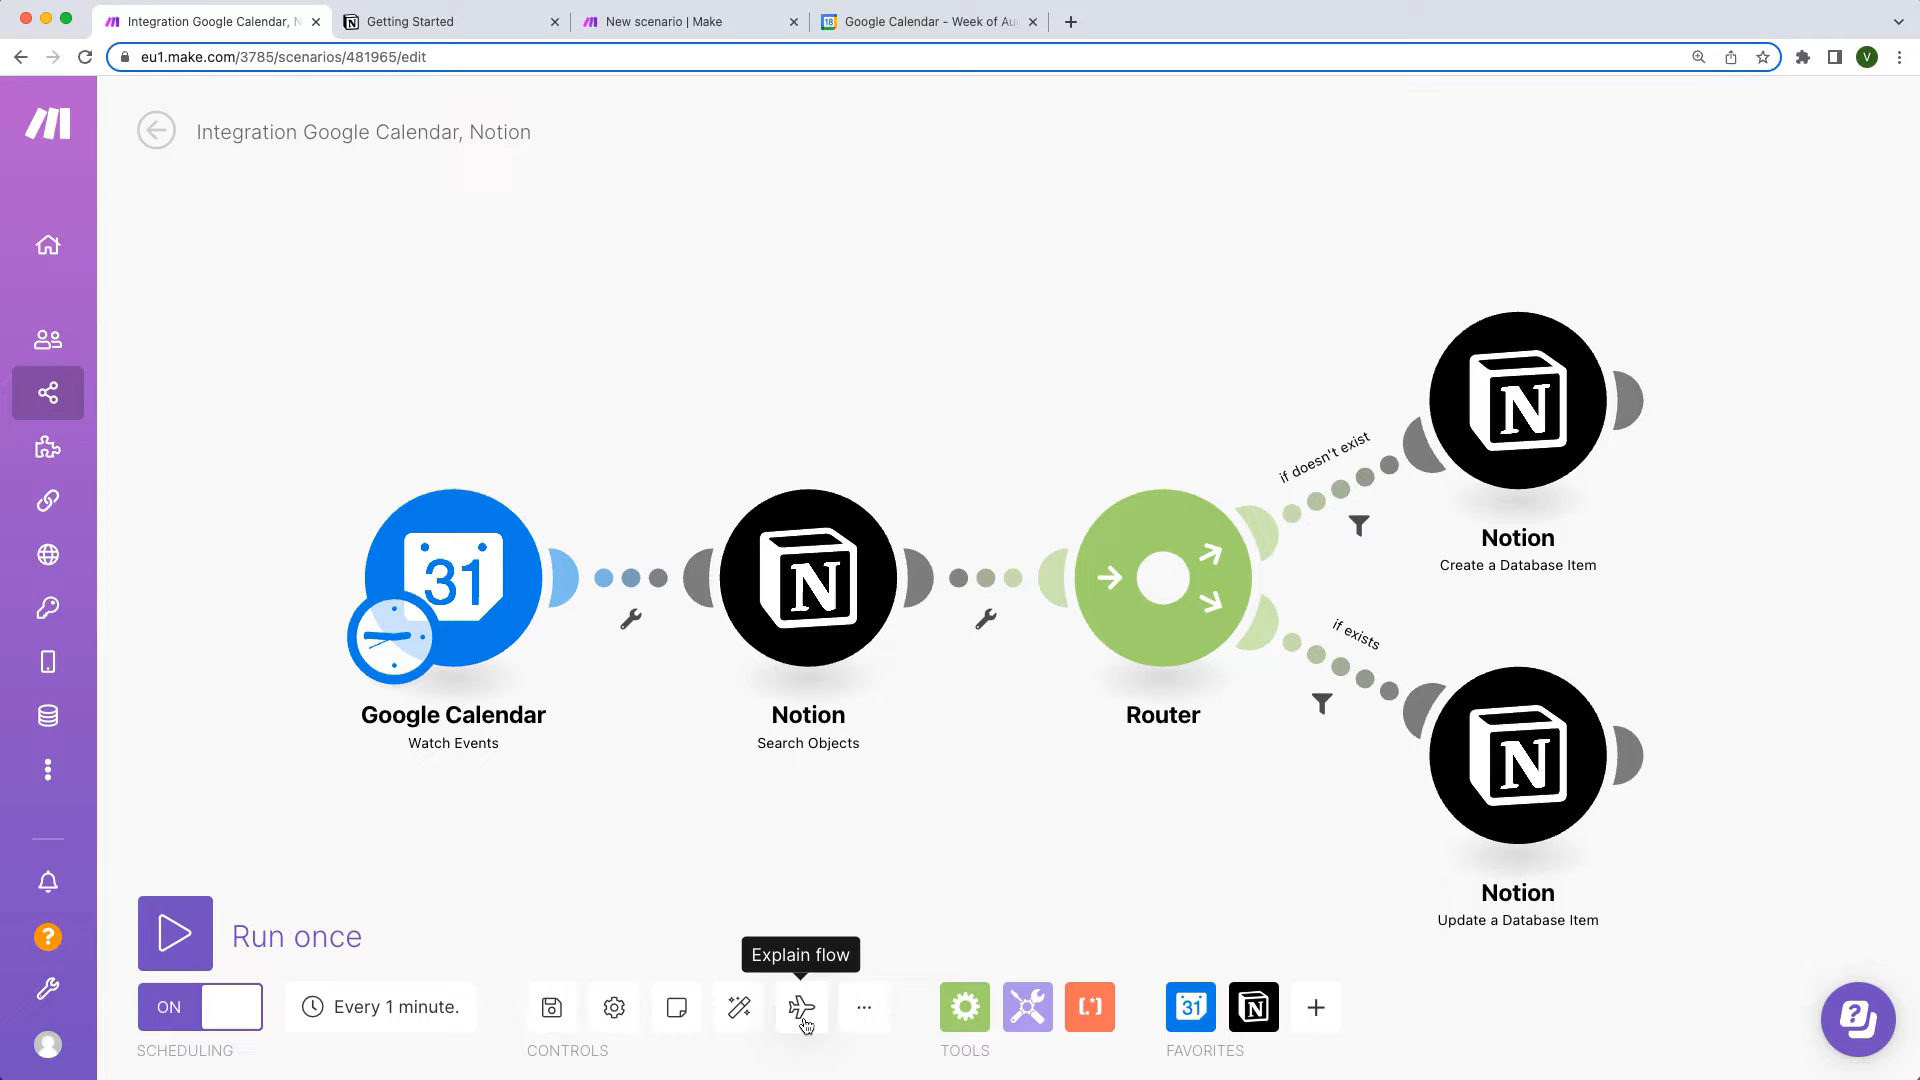 Integration Google Calendar, N
Getting Started
New scenario | Make
18
Google Calendar - Week of Au
eu1.make.com/3785/scenarios/481965/edit
V
Integration Google Calendar, Notion
if doesn't exist
N
Notion
Create a Database Item
31
Google Calendar
Watch Events
N
Notion
Search Objects
Router
if exists
N
Notion
Update a Database Item
Run once
Explain flow
?
ON
Every 1 minute.
[.*]
31
N
?
SCHEDULING
CONTROLS
TOOLS
FAVORITES